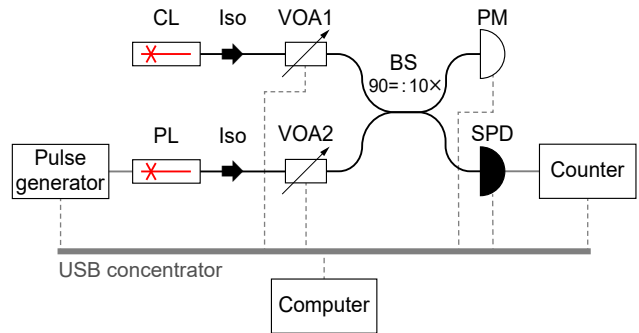 CL Iso VOA1 PM
BS
90=:10×
PL Iso VOA2 SPD
Pulse
generator
Counter
USB concentrator
Computer